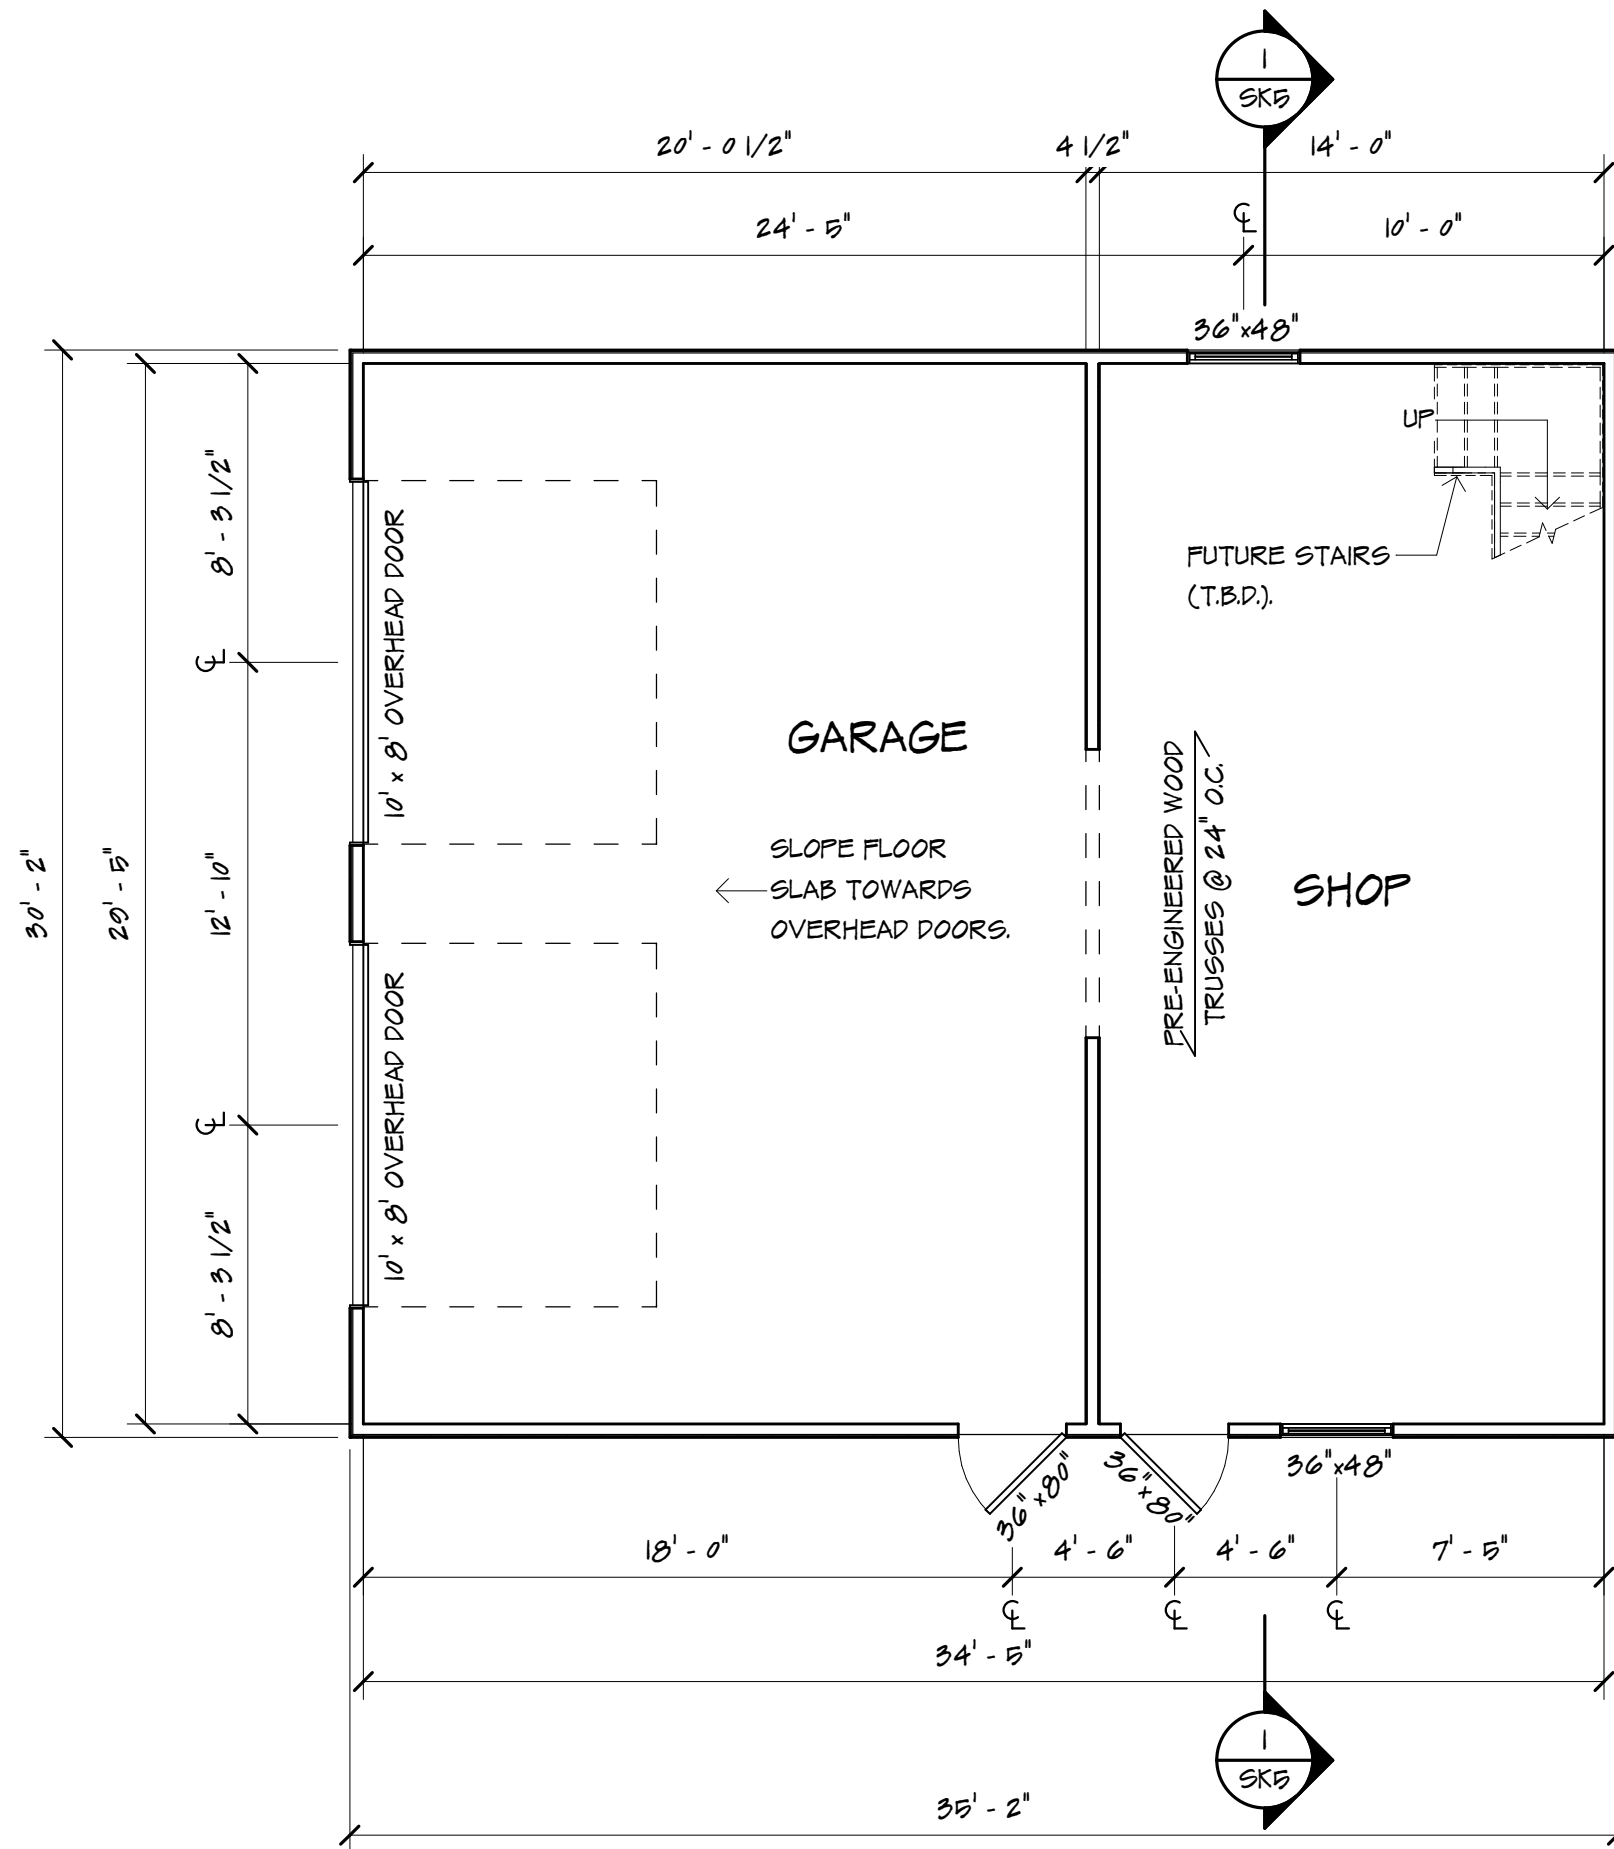 1
SK5
20' - 0 1/2"
4 1/2"
14' - 0"
24' - 5"
℄
10' - 0"
36"x48"
UP
FUTURE STAIRS
(T.B.D.).
8' - 3 1/2"
℄
12' - 10"
℄
8' - 3 1/2"
29' - 5"
30' - 2"
10' x 8' OVERHEAD DOOR
10' x 8' OVERHEAD DOOR
GARAGE
SLOPE FLOOR
SLAB TOWARDS
OVERHEAD DOORS.
PRE-ENGINEERED WOOD
TRUSSES @ 24" O.C.
SHOP
36"x80"
36"x80"
36"x48"
18' - 0"
4' - 6"
4' - 6"
7' - 5"
℄
℄
℄
34' - 5"
1
SK5
35' - 2"